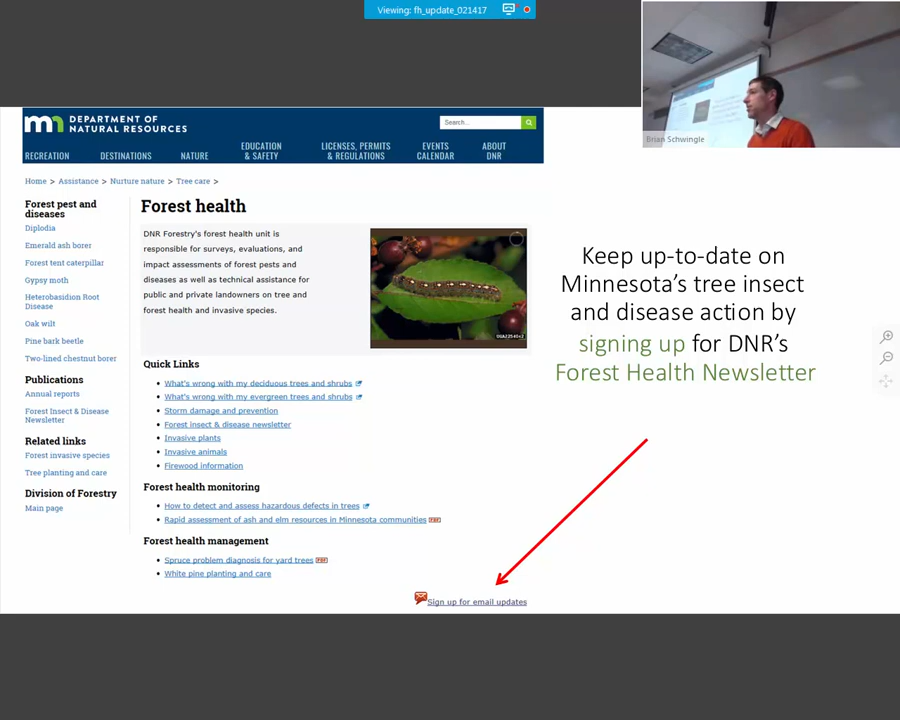 Viewing: fh_update_021417
Brian Schwingle
DEPARTMENT OF
NATURAL RESOURCES
Search...
RECREATION
DESTINATIONS
NATURE
EDUCATION
& SAFETY
LICENSES, PERMITS
& REGULATIONS
EVENTS
CALENDAR
ABOUT
DNR
Home > Assistance > Nurture nature > Tree care >
Forest pest and
diseases
Diplodia
Emerald ash borer
Forest tent caterpillar
Gypsy moth
Heterobasidion Root
Disease
Oak wilt
Pine bark beetle
Two-lined chestnut borer
Publications
Annual reports
Forest Insect & Disease
Newsletter
Related links
Forest invasive species
Tree planting and care
Division of Forestry
Main page
Forest health
DNR Forestry's forest health unit is
responsible for surveys, evaluations, and
impact assessments of forest pests and
diseases as well as technical assistance for
public and private landowners on tree and
forest health and invasive species.
Quick Links
What's wrong with my deciduous trees and shrubs
What's wrong with my evergreen trees and shrubs
Storm damage and prevention
Forest insect & disease newsletter
Invasive plants
Invasive animals
Firewood information
Forest health monitoring
How to detect and assess hazardous defects in trees
Rapid assessment of ash and elm resources in Minnesota communities PDF
Forest health management
Spruce problem diagnosis for yard trees PDF
White pine planting and care
Sign up for email updates
Keep up-to-date on
Minnesota's tree insect
and disease action by
signing up for DNR's
Forest Health Newsletter